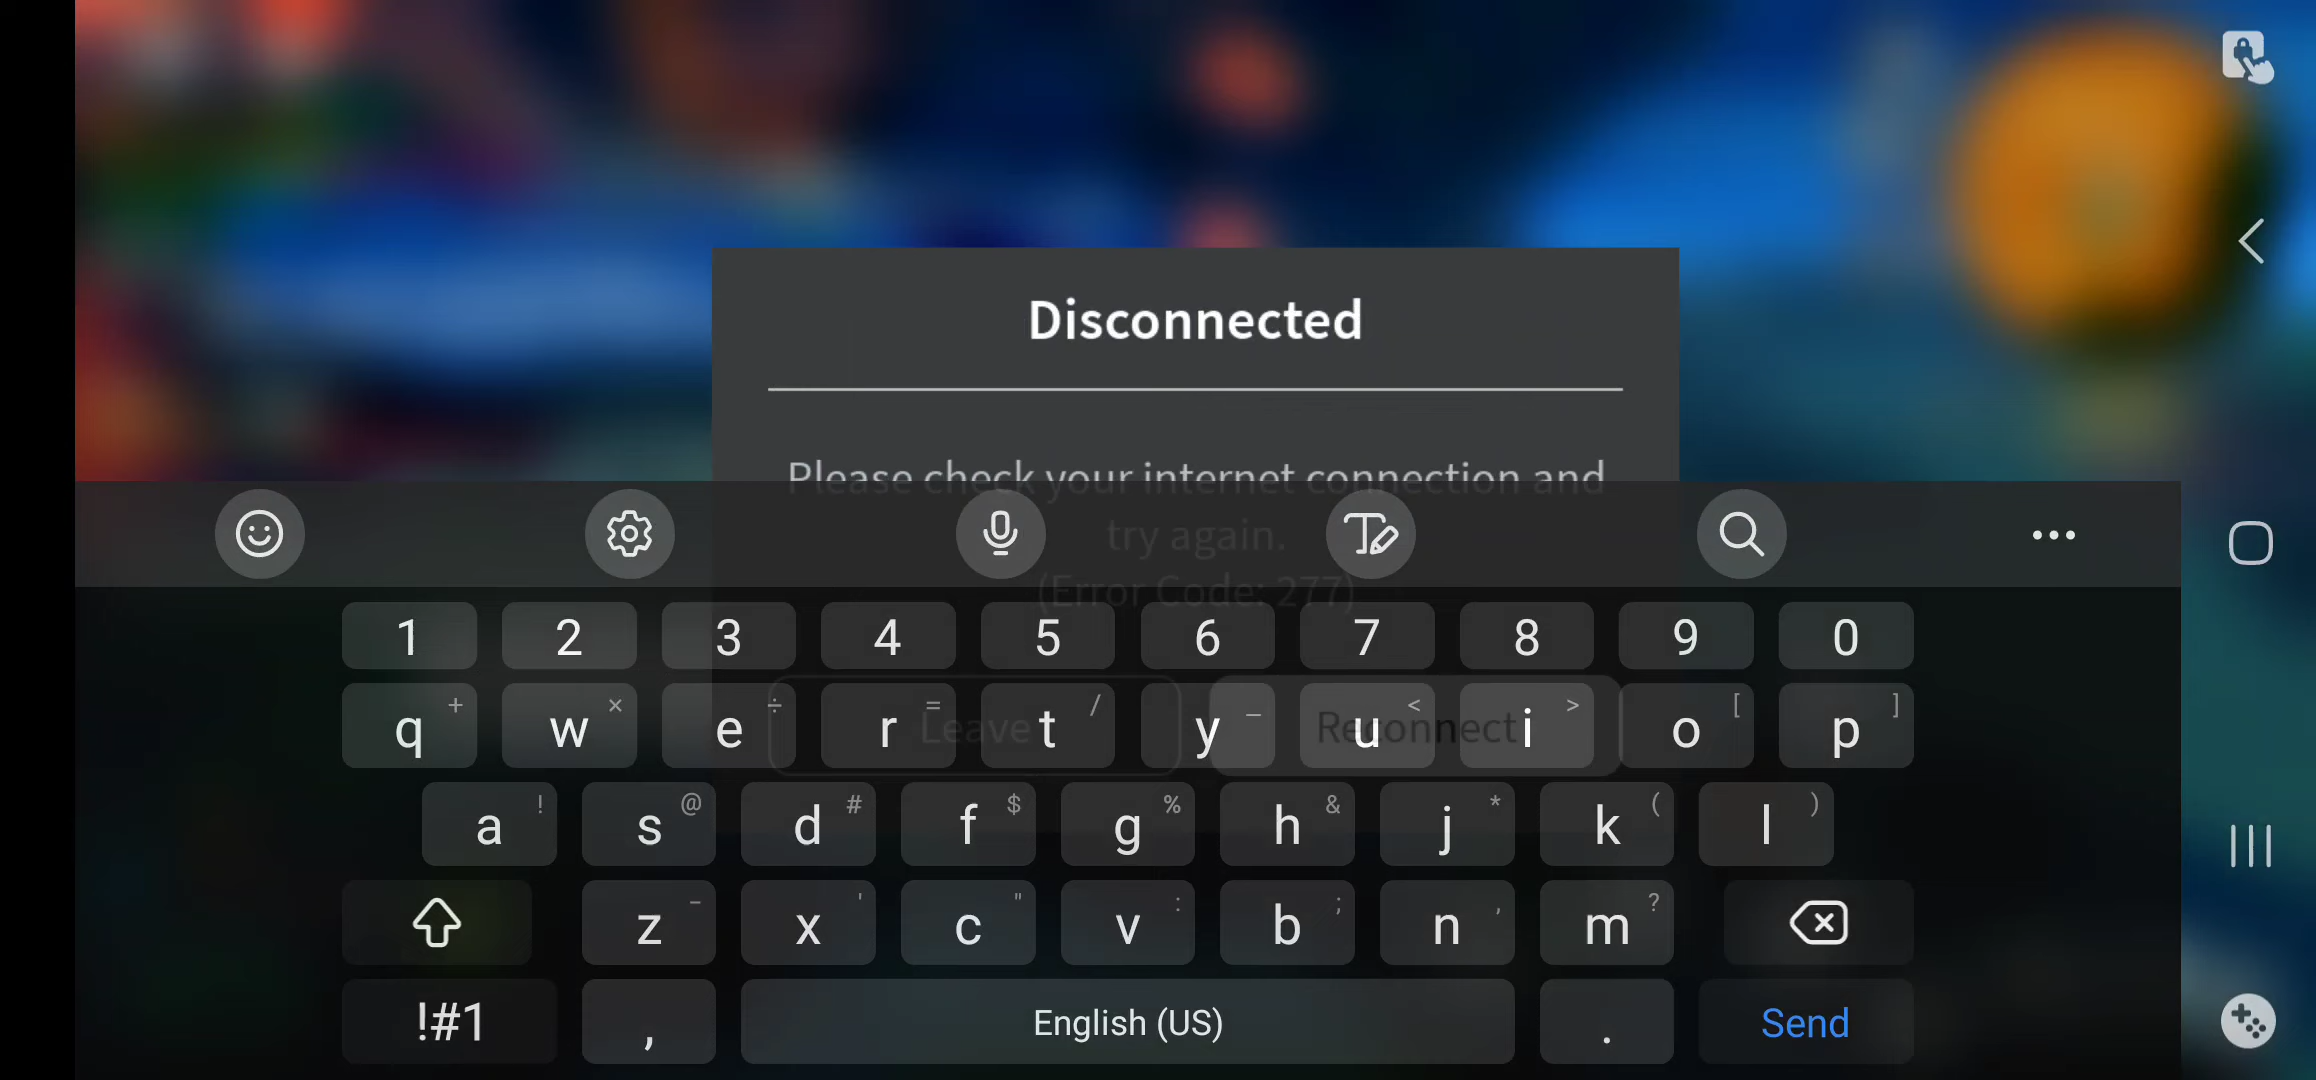 Disconnected
Please check your internet connection and
try again.
(Error Code: 277)
1 2 3 4 5 6 7 8 9 0
Leave Reconnect
q + w × e ÷ r = t / y _ u < i > o [ p ]
a ! s @ d # f $ g % h & j * k ( l )
z - x ' c " v : b ; n , m ?
!#1 , English (US) . Send